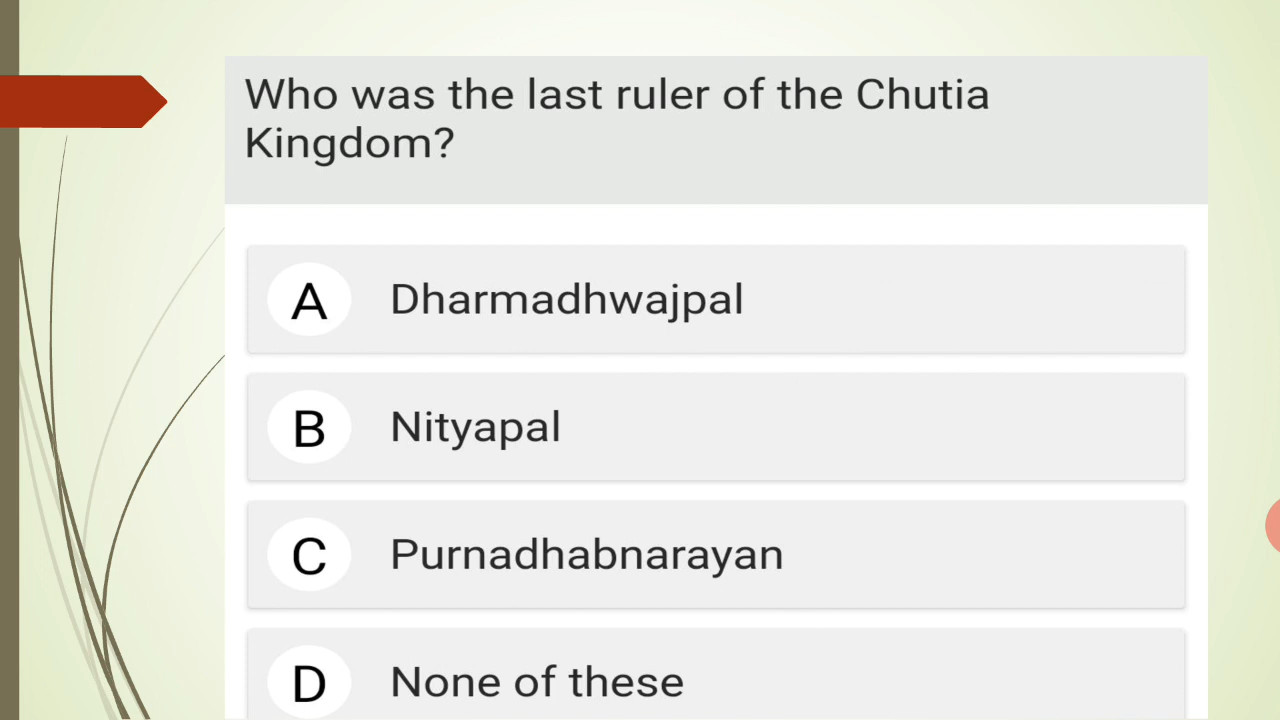 Who was the last ruler of the Chutia
Kingdom?
A Dharmadhwajpal
B Nityapal
C Purnadhabnarayan
D None of these